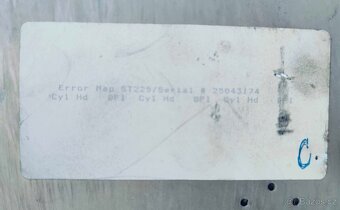 Error Map ST225/Serial # 25043174
Cyl Hd BFI Cyl Hd BFI Cyl Hd BFI
C.